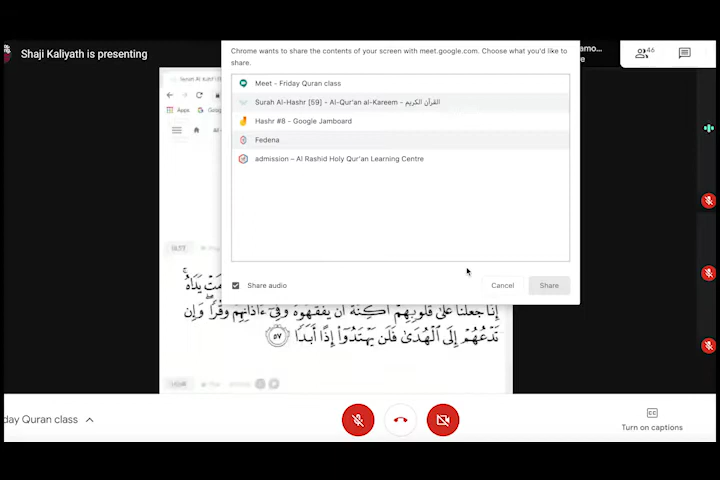 Shaji Kaliyath is presenting
46
Chrome wants to share the contents of your screen with meet.google.com. Choose what you'd like to
share.
Meet - Friday Quran class
Surah Al-Hashr [59] - Al-Qur'an al-Kareem - القرآن الكريم
Hashr #8 - Google Jamboard
Fedena
admission – Al Rashid Holy Qur'an Learning Centre
Apps
Share audio
Cancel
Share
إِنَّا جَعَلْنَا عَلَىٰ قُلُوبِهِمْ أَكِنَّةً أَن يَفْقَهُوهُ وَفِىٓ ءَاذَانِهِمْ وَقْرًا ۖ وَإِن
تَدْعُهُمْ إِلَى ٱلْهُدَىٰ فَلَن يَهْتَدُوٓا۟ إِذًا أَبَدًا ٥٧
day Quran class
CC
Turn on captions